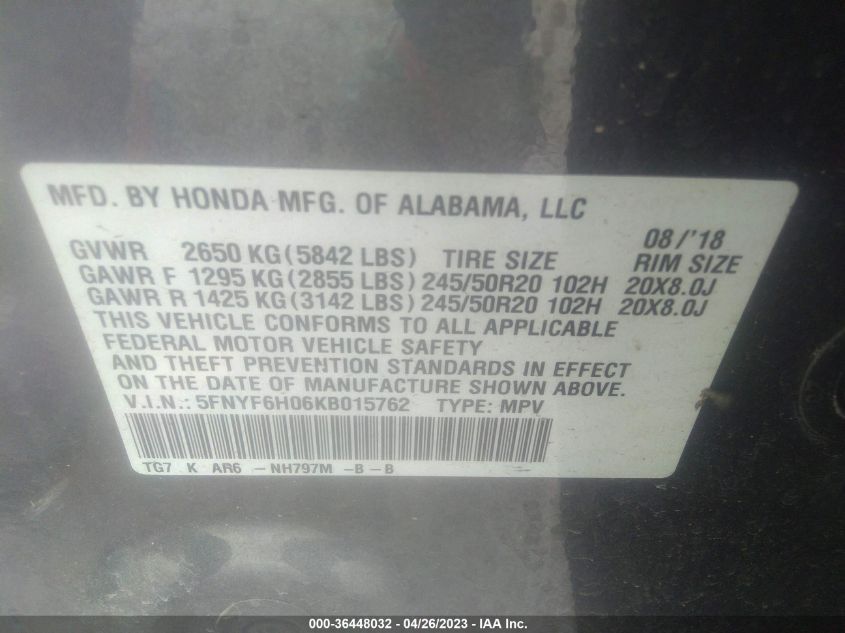 MFD. BY HONDA MFG. OF ALABAMA, LLC
08/'18
GVWR 2650 KG(5842 LBS) TIRE SIZE RIM SIZE
GAWR F 1295 KG(2855 LBS) 245/50R20 102H 20X8.0J
GAWR R 1425 KG(3142 LBS) 245/50R20 102H 20X8.0J
THIS VEHICLE CONFORMS TO ALL APPLICABLE
FEDERAL MOTOR VEHICLE SAFETY
AND THEFT PREVENTION STANDARDS IN EFFECT
ON THE DATE OF MANUFACTURE SHOWN ABOVE.
V.I.N.: 5FNYF6H06KB015762 TYPE: MPV
TG7 K AR6 -NH797M -B-B
000-36448032 - 04/26/2023 - IAA Inc.